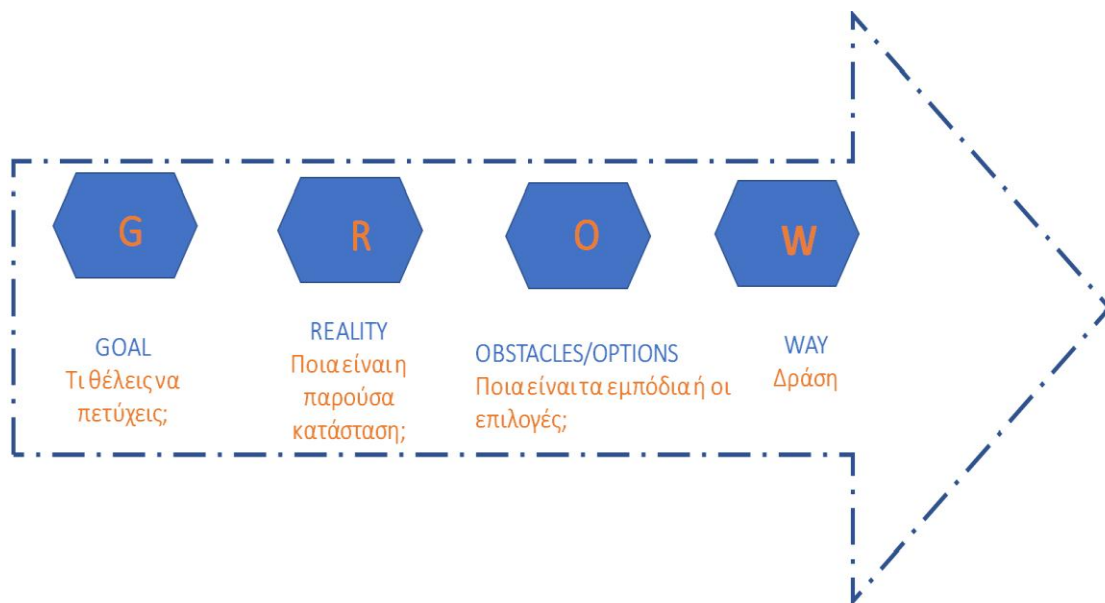 G
R
O
W
GOAL
Τι θέλεις να
πετύχεις;
REALITY
Ποια είναι η
παρούσα
κατάσταση;
OBSTACLES/OPTIONS
Ποια είναι τα εμπόδια ή οι
επιλογές;
WAY
Δράση